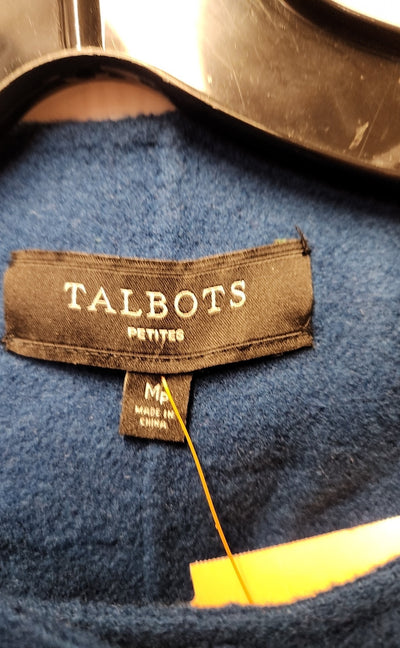 TALBOTS
PETITES
MP
MADE IN
CHINA